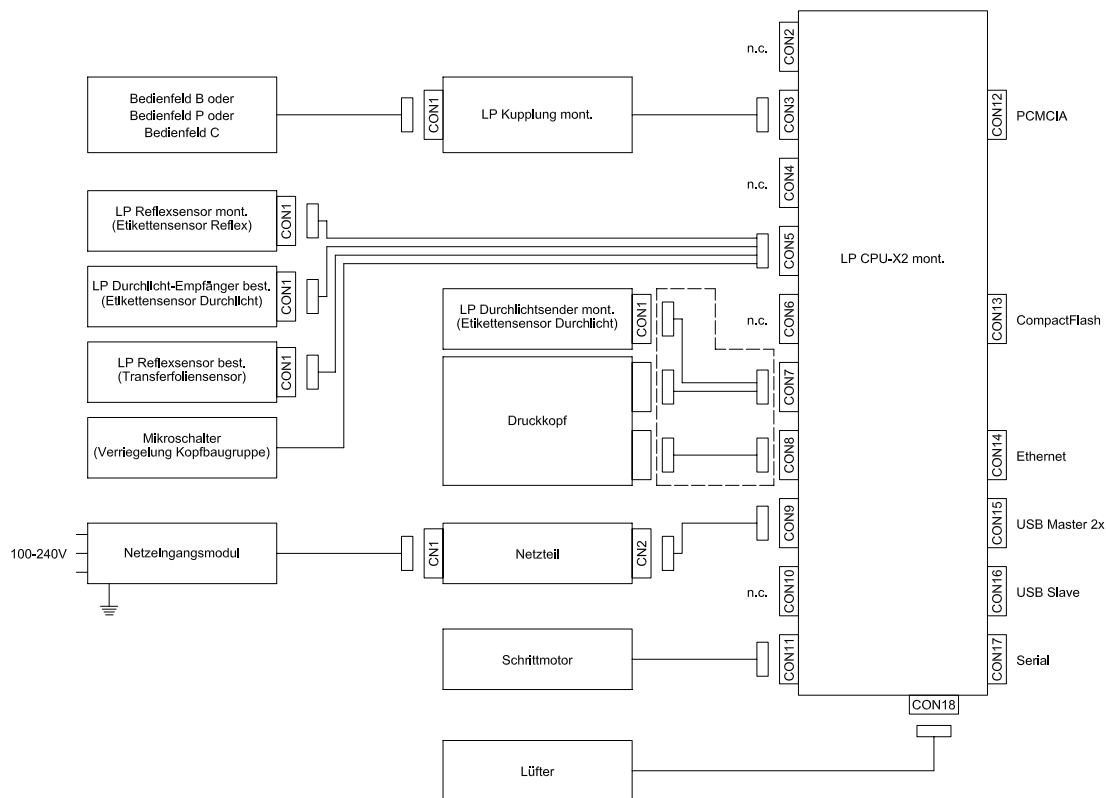 CON2
n.c.
Bedienfeld B oder
Bedienfeld P oder
Bedienfeld C
CON1
LP Kupplung mont.
CON3
CON12
PCMCIA
n.c.
CON4
LP Reflexsensor mont.
(Etikettensensor Reflex)
CON1
CON5
LP CPU-X2 mont.
LP Durchlicht-Empfänger best.
(Etikettensensor Durchlicht)
CON1
LP Durchlichtsender mont.
(Etikettensensor Durchlicht)
CON1
n.c.
CON6
CON13
CompactFlash
LP Reflexsensor best.
(Transferfoliensensor)
CON1
CON7
Druckkopf
Mikroschalter
(Verriegelung Kopfbaugruppe)
CON8
CON14
Ethernet
CON9
CON15
USB Master 2x
100-240V
Netzeingangsmodul
CN1
Netzteil
CN2
n.c.
CON10
CON16
USB Slave
Schrittmotor
CON11
CON17
Serial
CON18
Lüfter